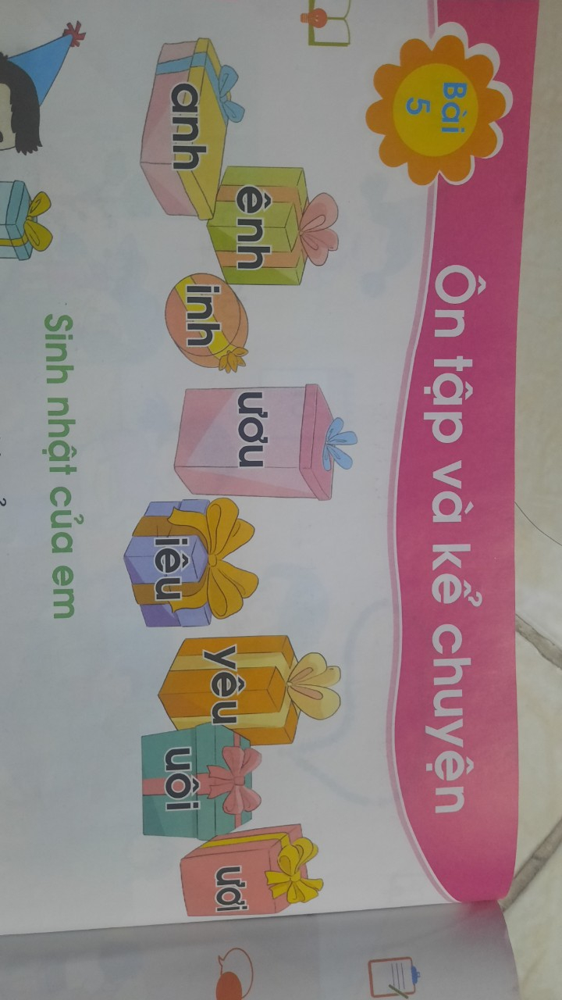 Bài
5
Ôn tập và kể chuyện
anh
ênh
inh
ươu
iêu
yêu
uôi
ươi
Sinh nhật của em